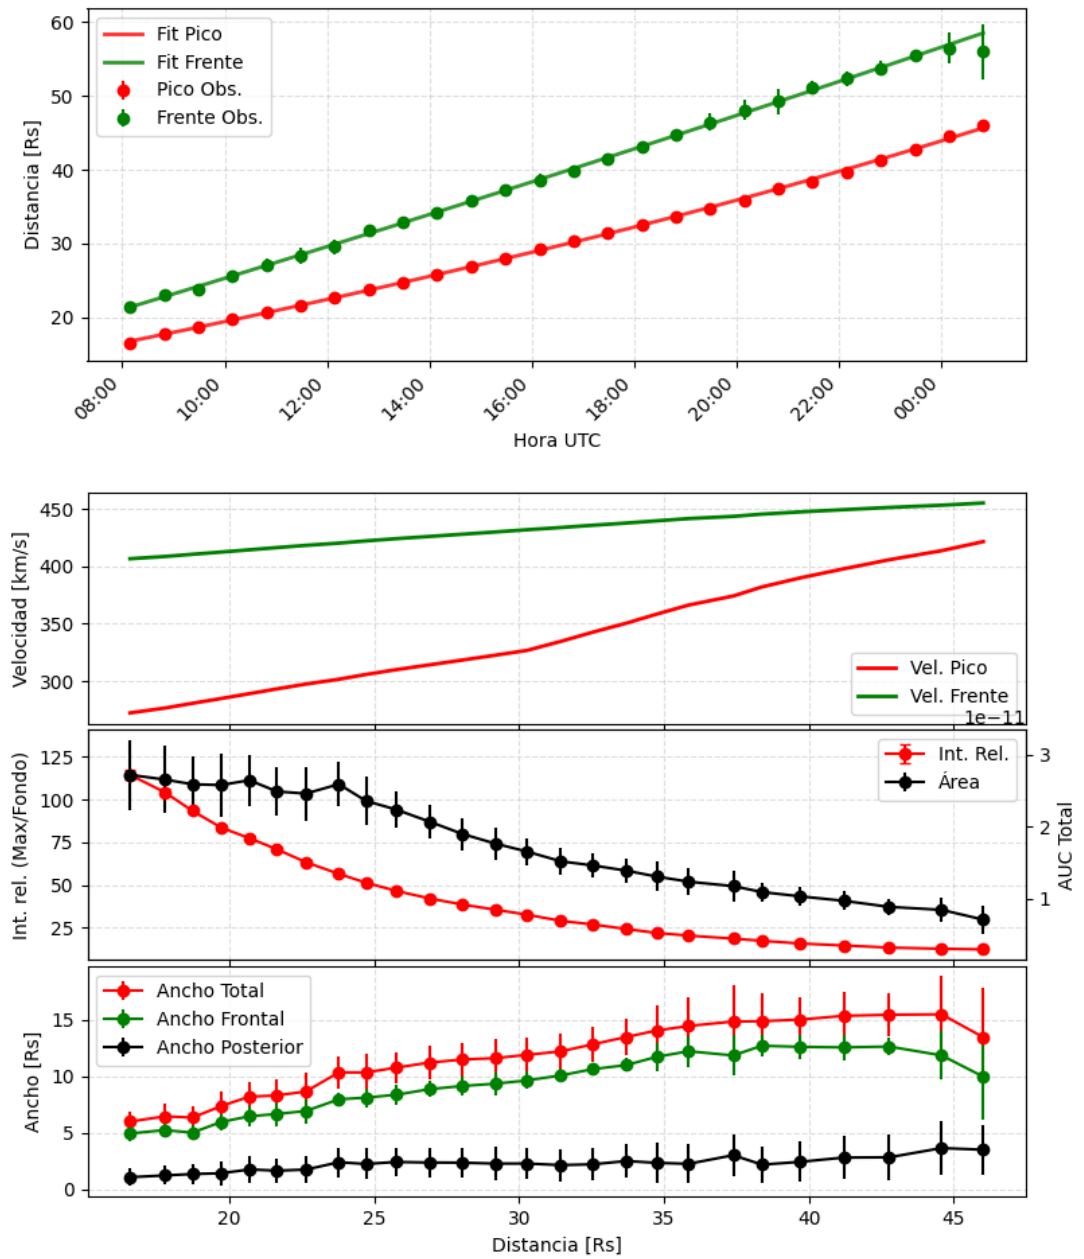 Fit Pico
Fit Frente
Pico Obs.
Frente Obs.
Distancia [Rs]
60
50
40
30
20
08:00
10:00
12:00
14:00
16:00
18:00
20:00
22:00
00:00
Hora UTC
Velocidad [km/s]
450
400
350
300
Vel. Pico
Vel. Frente
1e−11
Int. rel. (Max/Fondo)
125
100
75
50
25
Int. Rel.
Área
3
2
1
AUC Total
Ancho [Rs]
15
10
5
0
Ancho Total
Ancho Frontal
Ancho Posterior
20
25
30
35
40
45
Distancia [Rs]